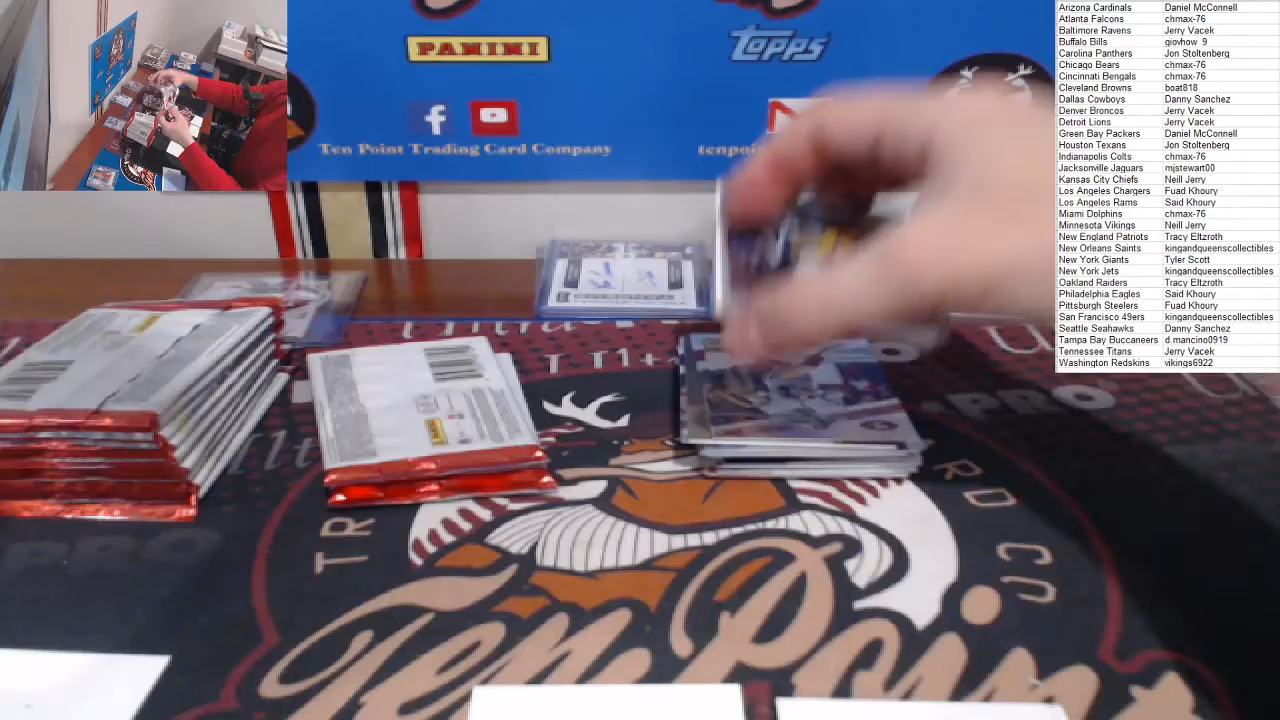 PANINI
topps
Ten Point Trading Card Company
tenpoi
Arizona Cardinals Daniel McConnell
Atlanta Falcons chmax-76
Baltimore Ravens Jerry Vacek
Buffalo Bills giovhow_9
Carolina Panthers Jon Stoltenberg
Chicago Bears chmax-76
Cincinnati Bengals chmax-76
Cleveland Browns boat818
Dallas Cowboys Danny Sanchez
Denver Broncos Jerry Vacek
Detroit Lions Jerry Vacek
Green Bay Packers Daniel McConnell
Houston Texans Jon Stoltenberg
Indianapolis Colts chmax-76
Jacksonville Jaguars mjstewart00
Kansas City Chiefs Neill Jerry
Los Angeles Chargers Fuad Khoury
Los Angeles Rams Said Khoury
Miami Dolphins chmax-76
Minnesota Vikings Neill Jerry
New England Patriots Tracy Eltzroth
New Orleans Saints kingandqueenscollectibles
New York Giants Tyler Scott
New York Jets kingandqueenscollectibles
Oakland Raiders Tracy Eltzroth
Philadelphia Eagles Said Khoury
Pittsburgh Steelers Fuad Khoury
San Francisco 49ers kingandqueenscollectibles
Seattle Seahawks Danny Sanchez
Tampa Bay Buccaneers d.mancino0919
Tennessee Titans Jerry Vacek
Washington Redskins vikings6922
PRO
TR
RD
CO
Ten Poin